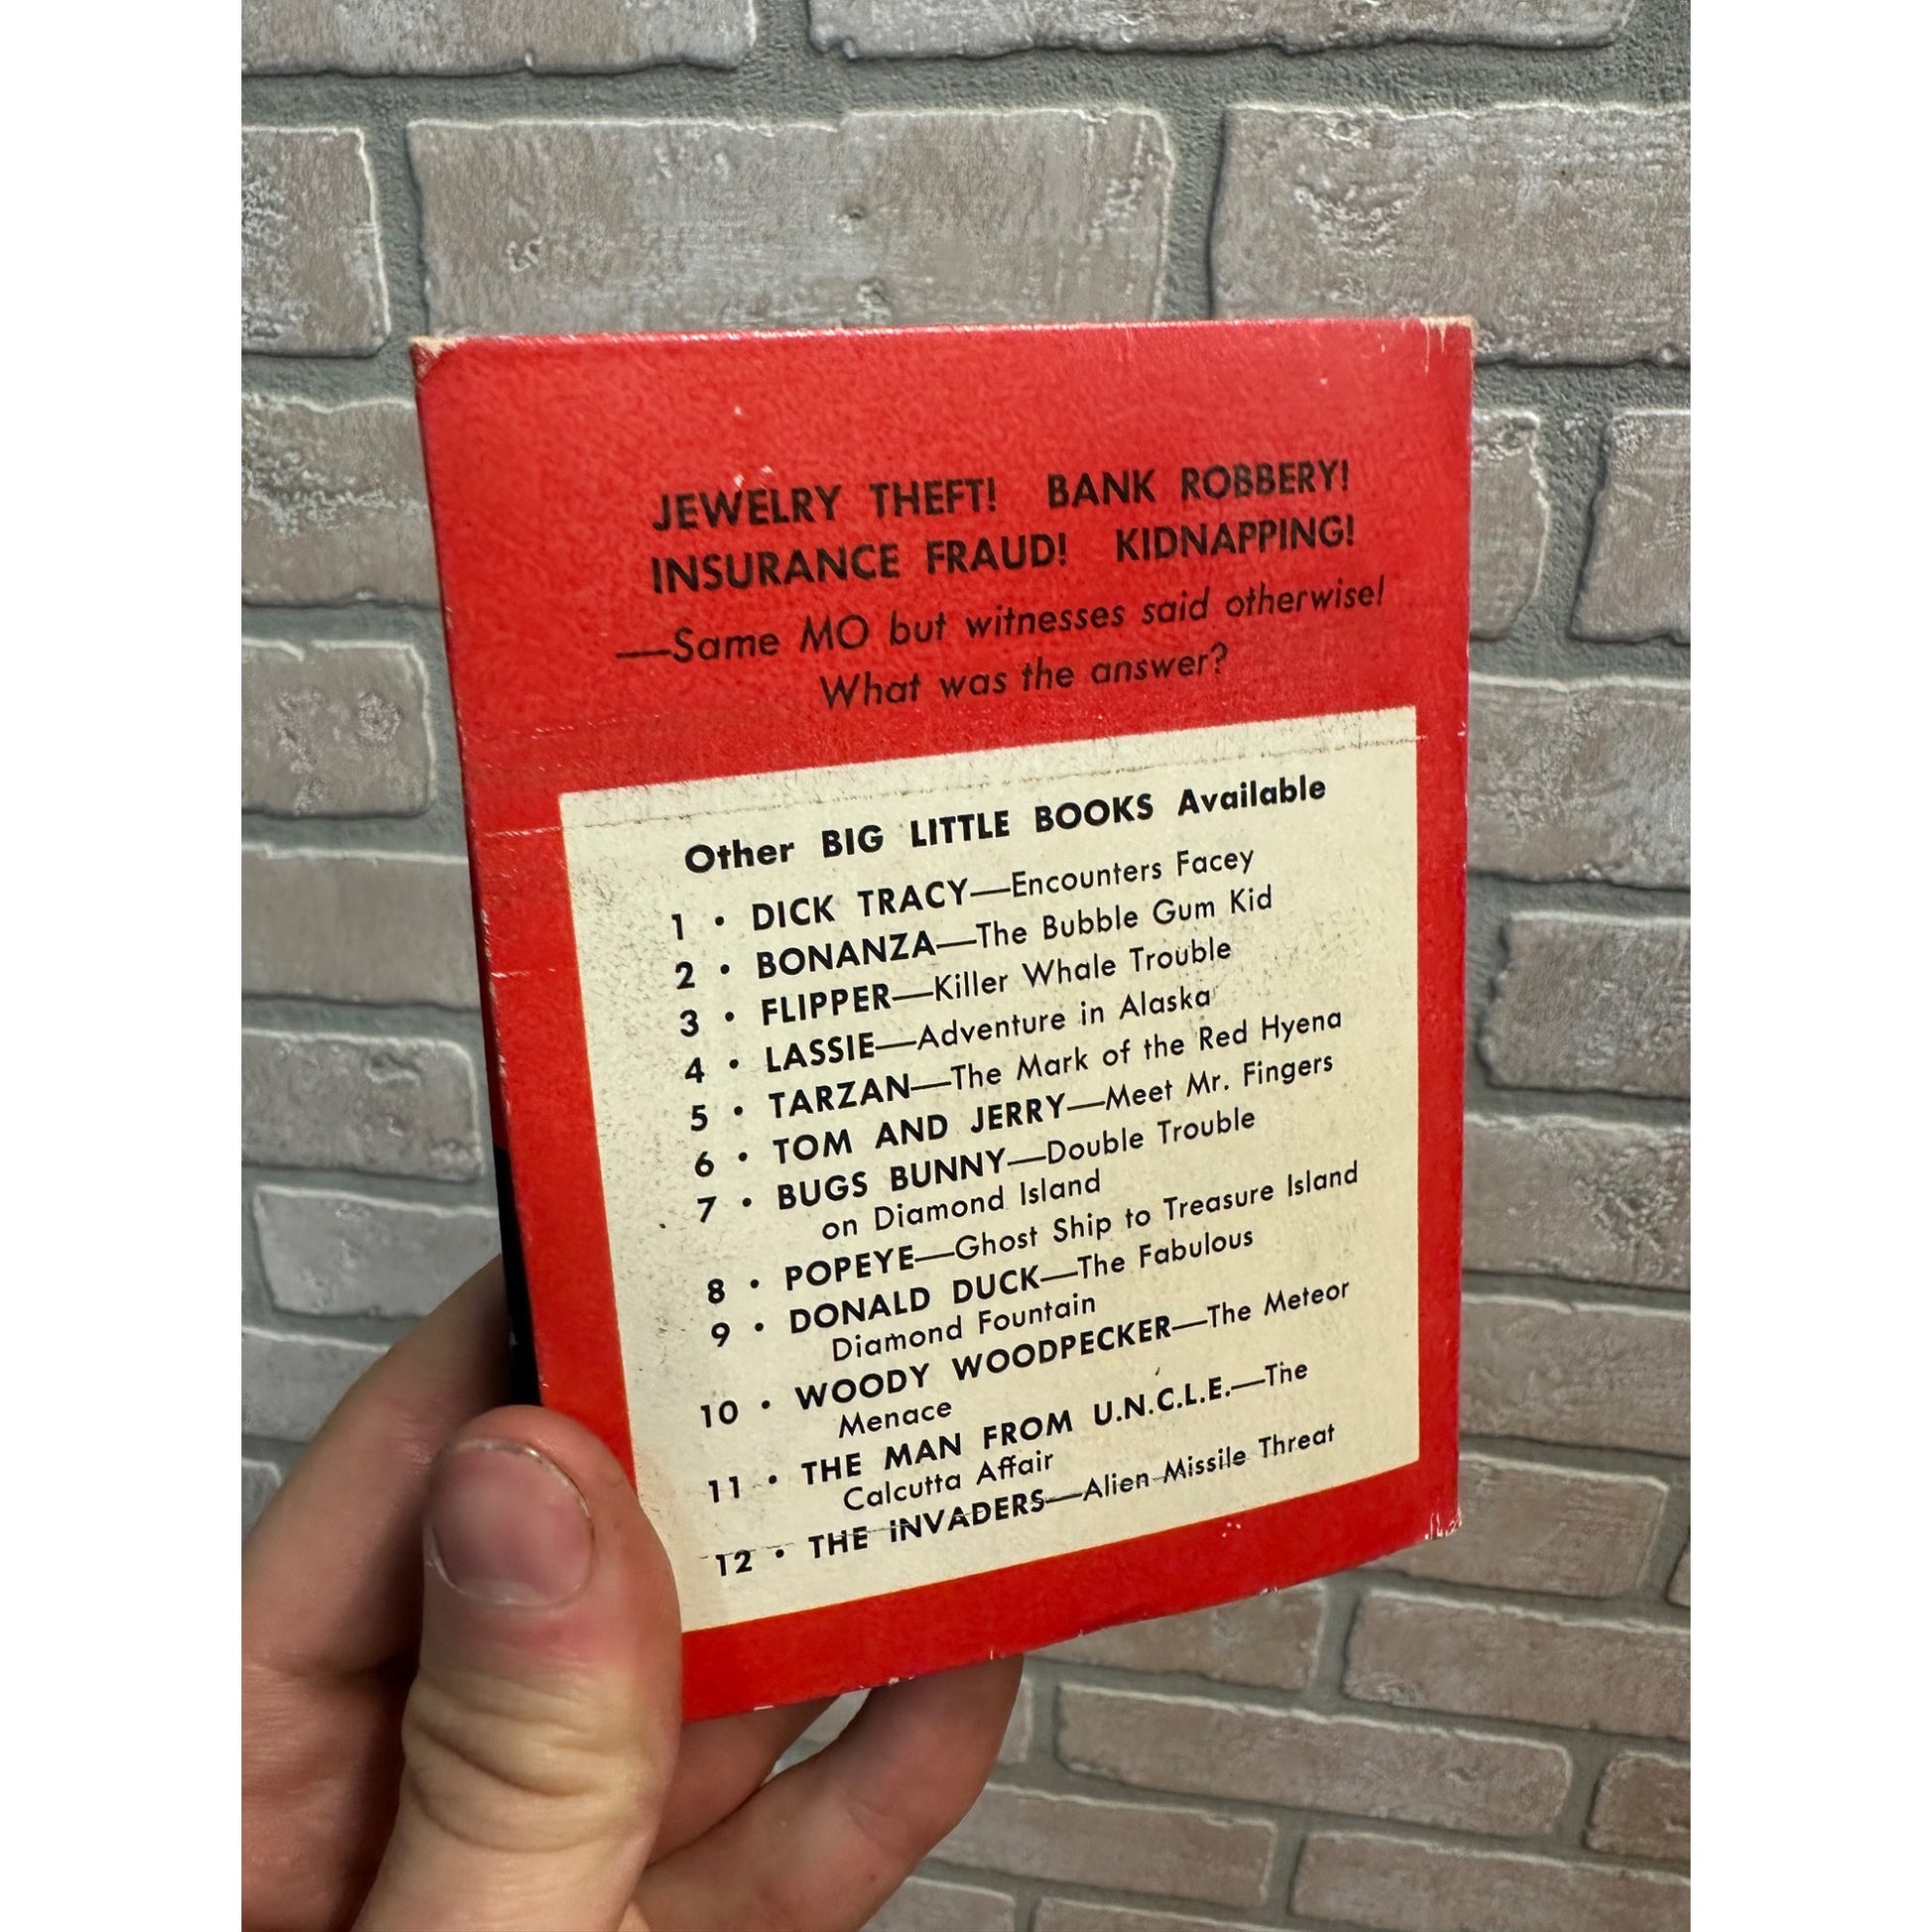 JEWELRY THEFT! BANK ROBBERY!
INSURANCE FRAUD! KIDNAPPING!
—Same MO but witnesses said otherwise!
What was the answer?
Other BIG LITTLE BOOKS Available
1 • DICK TRACY—Encounters Facey
2 • BONANZA—The Bubble Gum Kid
3 • FLIPPER—Killer Whale Trouble
4 • LASSIE—Adventure in Alaska
5 • TARZAN—The Mark of the Red Hyena
6 • TOM AND JERRY—Meet Mr. Fingers
7 • BUGS BUNNY—Double Trouble
on Diamond Island
8 • POPEYE—Ghost Ship to Treasure Island
9 • DONALD DUCK—The Fabulous
Diamond Fountain
10 • WOODY WOODPECKER—The Meteor
Menace
11 • THE MAN FROM U.N.C.L.E.—The
Calcutta Affair
12 • THE INVADERS—Alien Missile Threat